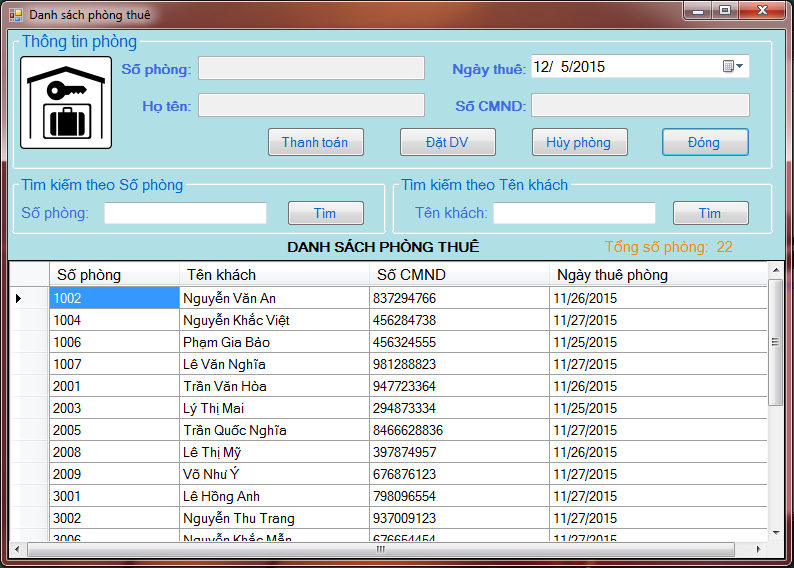 Danh sách phòng thuê
Thông tin phòng
Số phòng:
Ngày thuê: 12/ 5/2015
Họ tên:
Số CMND:
Thanh toán Đặt DV Hủy phòng Đóng
Tìm kiếm theo Số phòng
Tìm kiếm theo Tên khách
Số phòng: Tìm
Tên khách: Tìm
DANH SÁCH PHÒNG THUÊ
Tổng số phòng: 22
Số phòng Tên khách Số CMND Ngày thuê phòng
1002 Nguyễn Văn An 837294766 11/26/2015
1004 Nguyễn Khắc Việt 456284738 11/27/2015
1006 Phạm Gia Bảo 456324555 11/25/2015
1007 Lê Văn Nghĩa 981288823 11/27/2015
2001 Trần Văn Hòa 947723364 11/26/2015
2003 Lý Thị Mai 294873334 11/25/2015
2005 Trần Quốc Nghĩa 8466628836 11/27/2015
2008 Lê Thị Mỹ 397874957 11/26/2015
2009 Võ Như Ý 676876123 11/27/2015
3001 Lê Hồng Anh 798096554 11/27/2015
3002 Nguyễn Thu Trang 937009123 11/27/2015
3006 Nguyễn Khắc Mẫn 676654454 11/27/2015